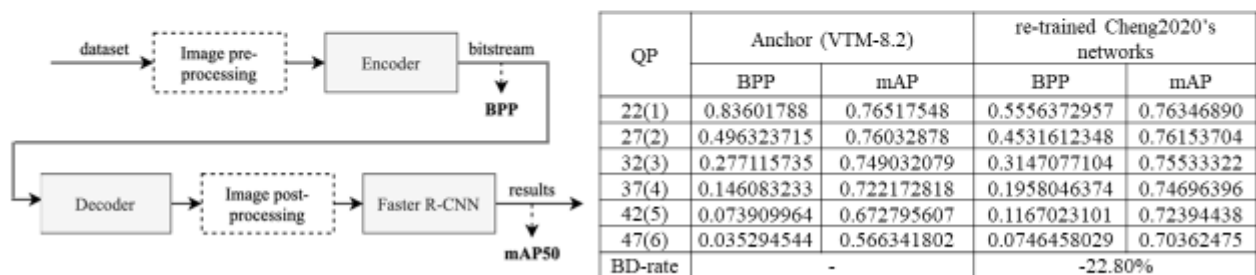 dataset
Image pre-
processing
Encoder
bitstream
BPP
Decoder
Image post-
processing
Faster R-CNN
results
mAP50
QP Anchor (VTM-8.2) re-trained Cheng2020's
networks
BPP mAP BPP mAP
22(1) 0.83601788 0.76517548 0.5556372957 0.76346890
27(2) 0.496323715 0.76032878 0.4531612348 0.76153704
32(3) 0.277115735 0.749032079 0.3147077104 0.75533322
37(4) 0.146083233 0.722172818 0.1958046374 0.74696396
42(5) 0.073909964 0.672795607 0.1167023101 0.72394438
47(6) 0.035294544 0.566341802 0.0746458029 0.70362475
BD-rate - -22.80%